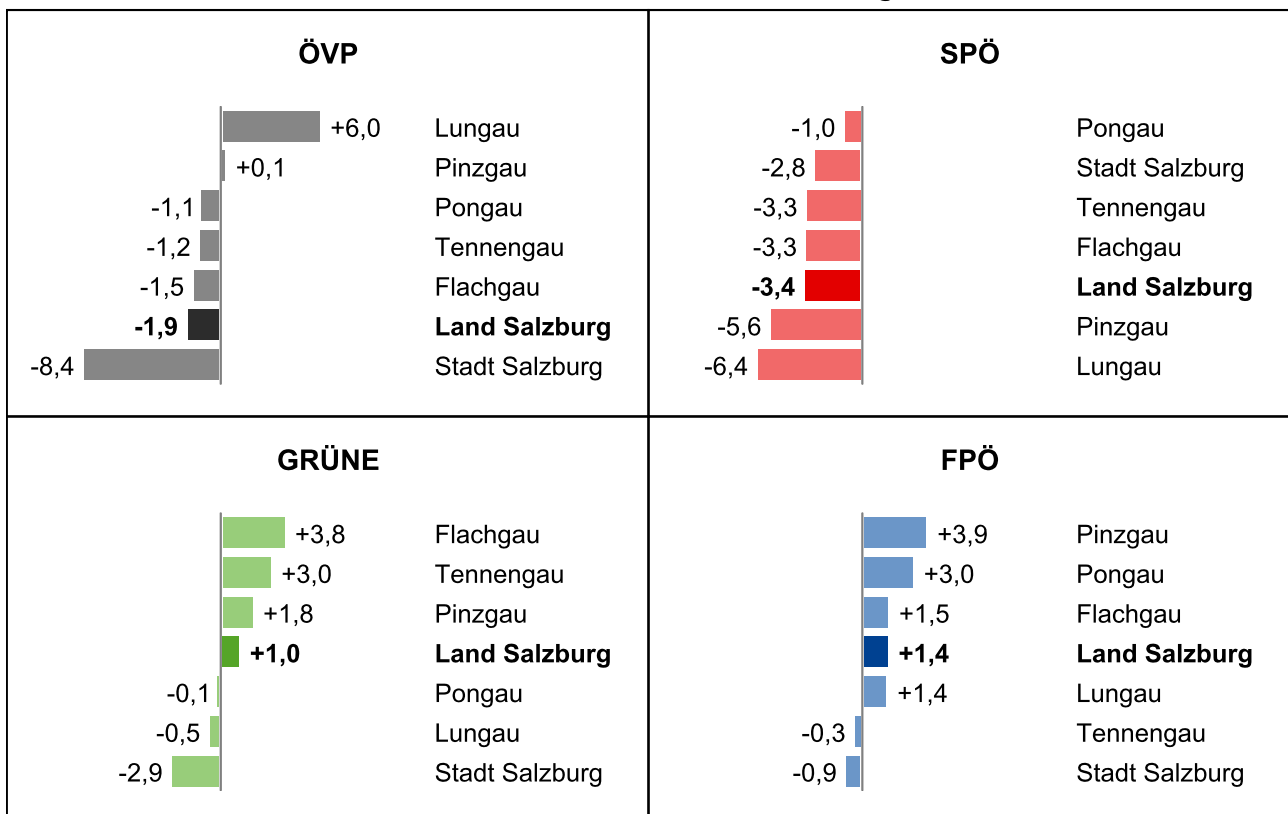 ÖVP
+6,0 Lungau
+0,1 Pinzgau
-1,1 Pongau
-1,2 Tennengau
-1,5 Flachgau
-1,9 Land Salzburg
-8,4 Stadt Salzburg
SPÖ
-1,0 Pongau
-2,8 Stadt Salzburg
-3,3 Tennengau
-3,3 Flachgau
-3,4 Land Salzburg
-5,6 Pinzgau
-6,4 Lungau
GRÜNE
+3,8 Flachgau
+3,0 Tennengau
+1,8 Pinzgau
+1,0 Land Salzburg
-0,1 Pongau
-0,5 Lungau
-2,9 Stadt Salzburg
FPÖ
+3,9 Pinzgau
+3,0 Pongau
+1,5 Flachgau
+1,4 Land Salzburg
+1,4 Lungau
-0,3 Tennengau
-0,9 Stadt Salzburg